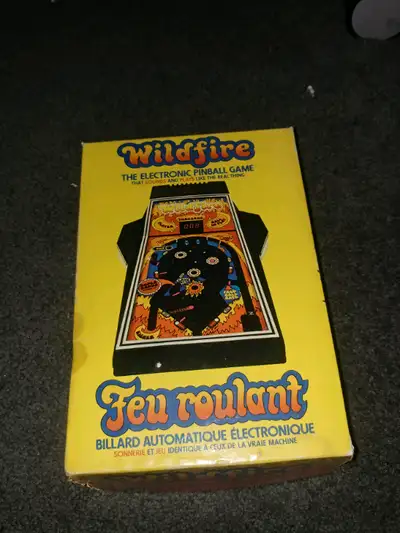 Wildfire
THE ELECTRONIC PINBALL GAME
THAT SOUNDS AND PLAYS LIKE THE REAL THING
Feu roulant
BILLARD AUTOMATIQUE ÉLECTRONIQUE
SONNERIE ET JEU IDENTIQUE À CEUX DE LA VRAIE MACHINE